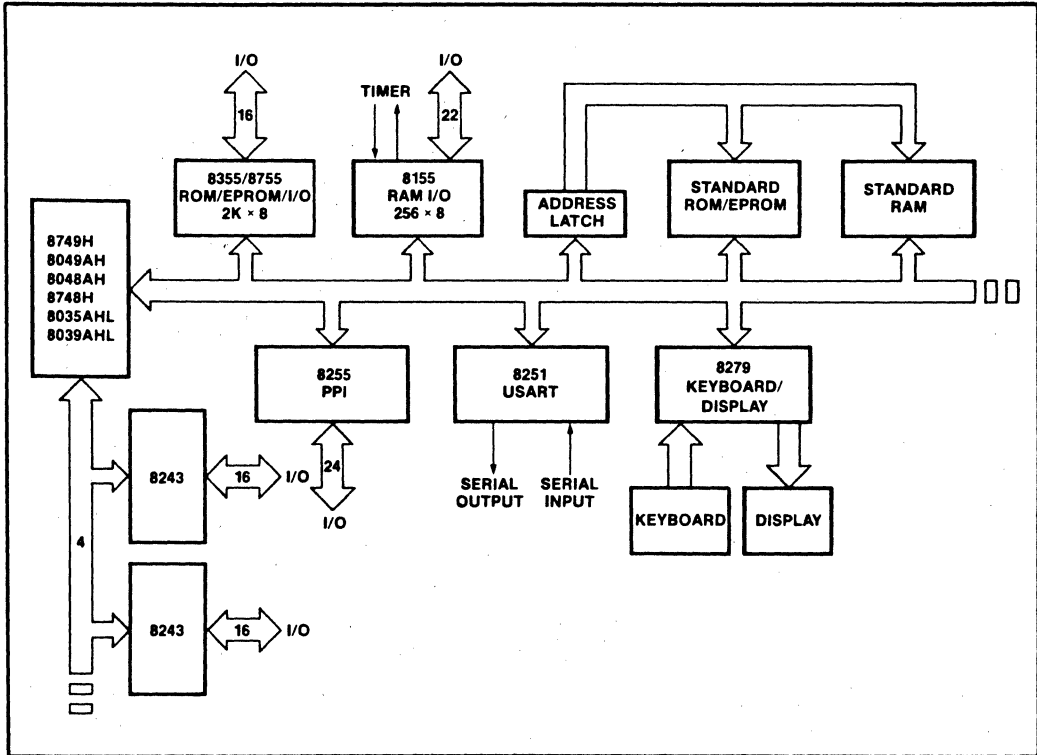 I/O
16
TIMER
I/O
22
8355/8755
ROM/EPROM/I/O
2K × 8
8155
RAM I/O
256 × 8
ADDRESS
LATCH
STANDARD
ROM/EPROM
STANDARD
RAM
8749H
8049AH
8048AH
8748H
8035AHL
8039AHL
8255
PPI
24
I/O
8251
USART
SERIAL
OUTPUT
SERIAL
INPUT
8279
KEYBOARD/
DISPLAY
KEYBOARD
DISPLAY
4
8243
16
I/O
8243
16
I/O